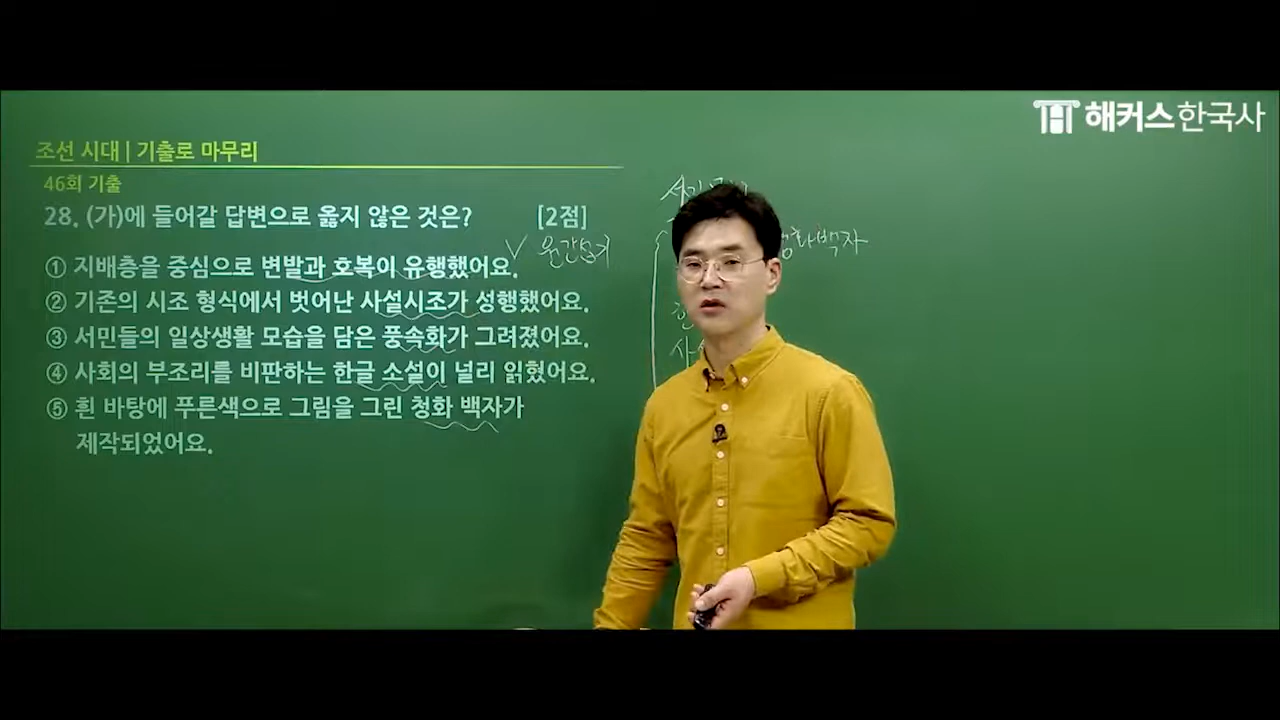 해커스한국사
조선 시대 | 기출로 마무리
46회 기출
28. (가)에 들어갈 답변으로 옳지 않은 것은? [2점]
① 지배층을 중심으로 변발과 호복이 유행했어요.
② 기존의 시조 형식에서 벗어난 사설시조가 성행했어요.
③ 서민들의 일상생활 모습을 담은 풍속화가 그려졌어요.
④ 사회의 부조리를 비판하는 한글 소설이 널리 읽혔어요.
⑤ 흰 바탕에 푸른색으로 그림을 그린 청화 백자가
제작되었어요.
백자